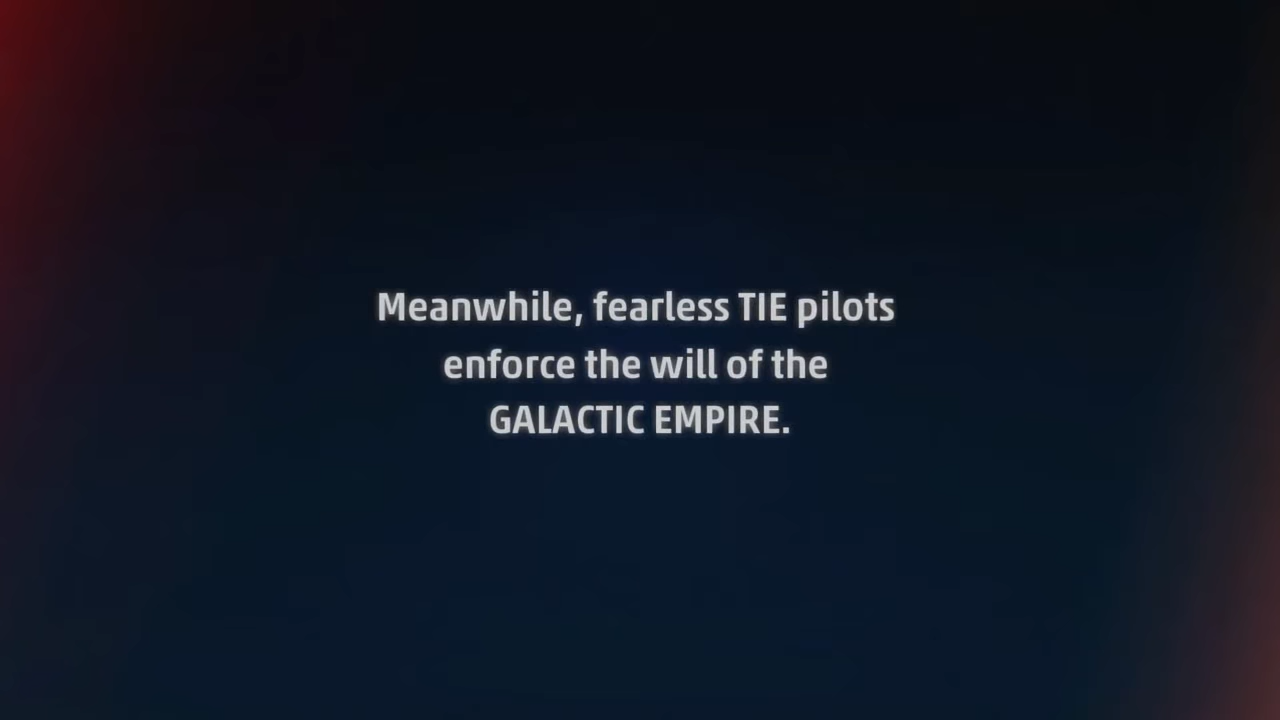 Meanwhile, fearless TIE pilots
enforce the will of the
GALACTIC EMPIRE.